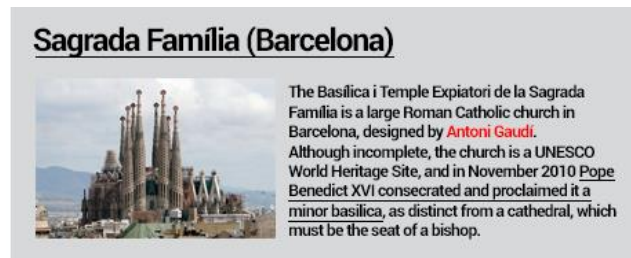 Sagrada Família (Barcelona)
The Basílica i Temple Expiatori de la Sagrada
Família is a large Roman Catholic church in
Barcelona, designed by Antoni Gaudí.
Although incomplete, the church is a UNESCO
World Heritage Site, and in November 2010 Pope
Benedict XVI consecrated and proclaimed it a
minor basilica, as distinct from a cathedral, which
must be the seat of a bishop.